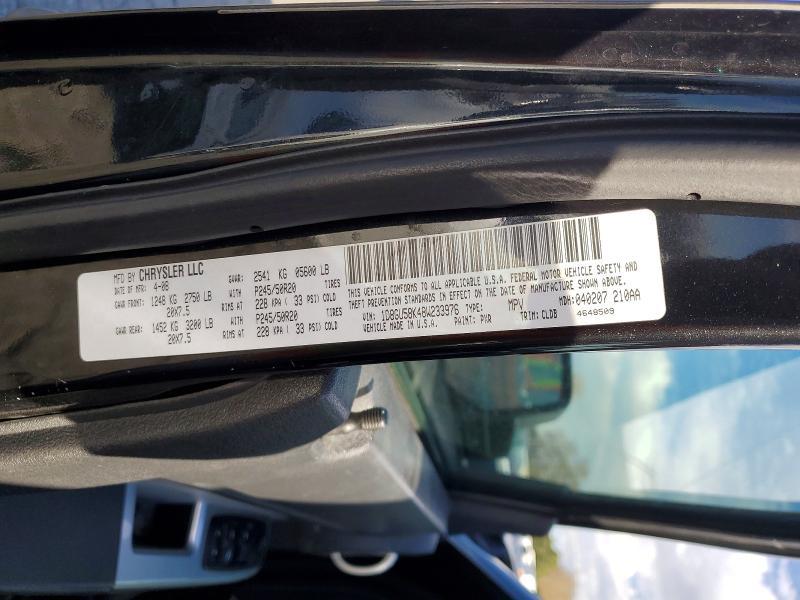 MFD BY CHRYSLER LLC
DATE OF MFR 4-08 GVWR: 2541 KG 05600 LB
GAWR FRONT: 1248 KG 2750 LB WITH P245/50R20 TIRES
20X7.5 RIMS AT 228 KPA ( 33 PSI) COLD
GAWR REAR: 1452 KG 3200 LB WITH P245/50R20 TIRES
20X7.5 RIMS AT 228 KPA ( 33 PSI) COLD
THIS VEHICLE CONFORMS TO ALL APPLICABLE U.S.A. FEDERAL MOTOR VEHICLE SAFETY AND
THEFT PREVENTION STANDARDS IN EFFECT ON THE DATE OF MANUFACTURE SHOWN ABOVE.
VIN: 1D8GU58K48W233976 TYPE: MPV MDH: 040207 210AA
VEHICLE MADE IN U.S.A. PAINT: PXR TRIM: CLDB 4648509